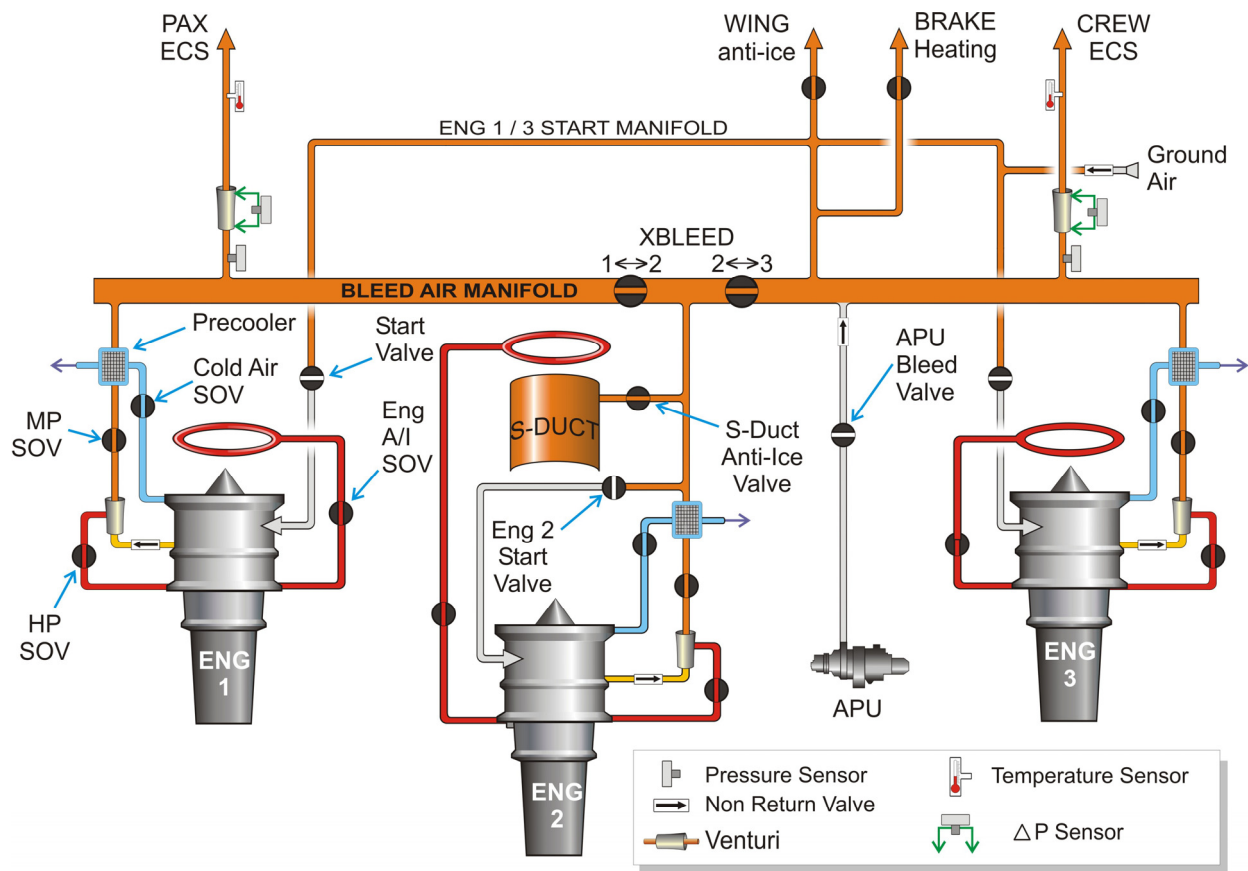 PAX
ECS
WING
anti-ice
BRAKE
Heating
CREW
ECS
ENG 1 / 3 START MANIFOLD
Ground
Air
XBLEED
1↔2
2↔3
BLEED AIR MANIFOLD
Precooler
Start
Valve
Cold Air
SOV
APU
Bleed
Valve
MP
SOV
Eng
A/I
SOV
S-DUCT
S-Duct
Anti-Ice
Valve
Eng 2
Start
Valve
HP
SOV
ENG
1
ENG
3
APU
ENG
2
Pressure Sensor
Temperature Sensor
Non Return Valve
Venturi
△P Sensor